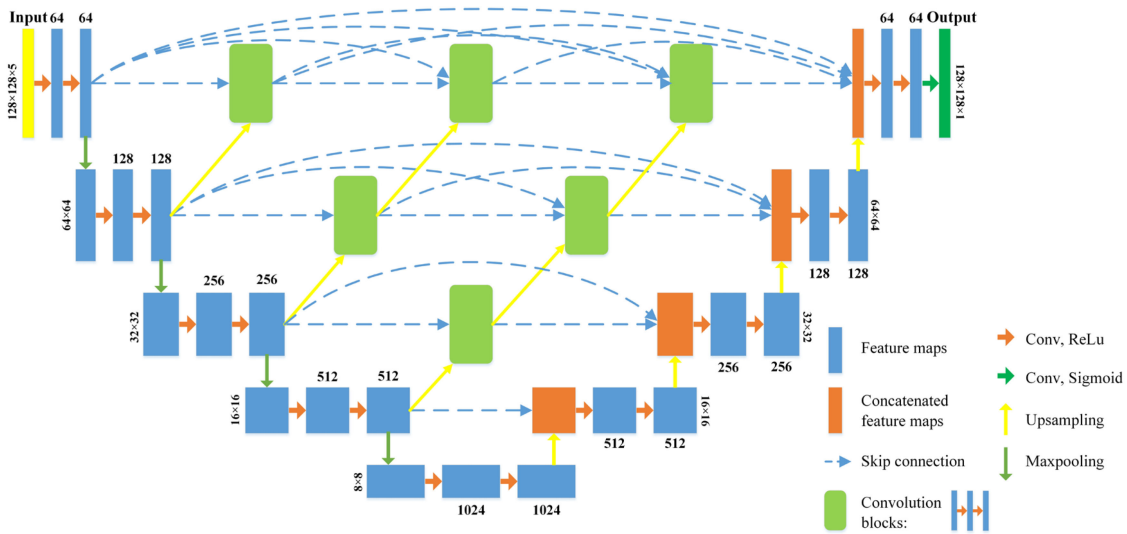 Input 64 64
64 64 Output
128×128×5
128×128×1
128 128
64×64
64×64
128 128
256 256
32×32
32×32
256 256
512 512
16×16
16×16
512 512
8×8
1024 1024
Feature maps
Concatenated
feature maps
Skip connection
Convolution
blocks:
Conv, ReLu
Conv, Sigmoid
Upsampling
Maxpooling